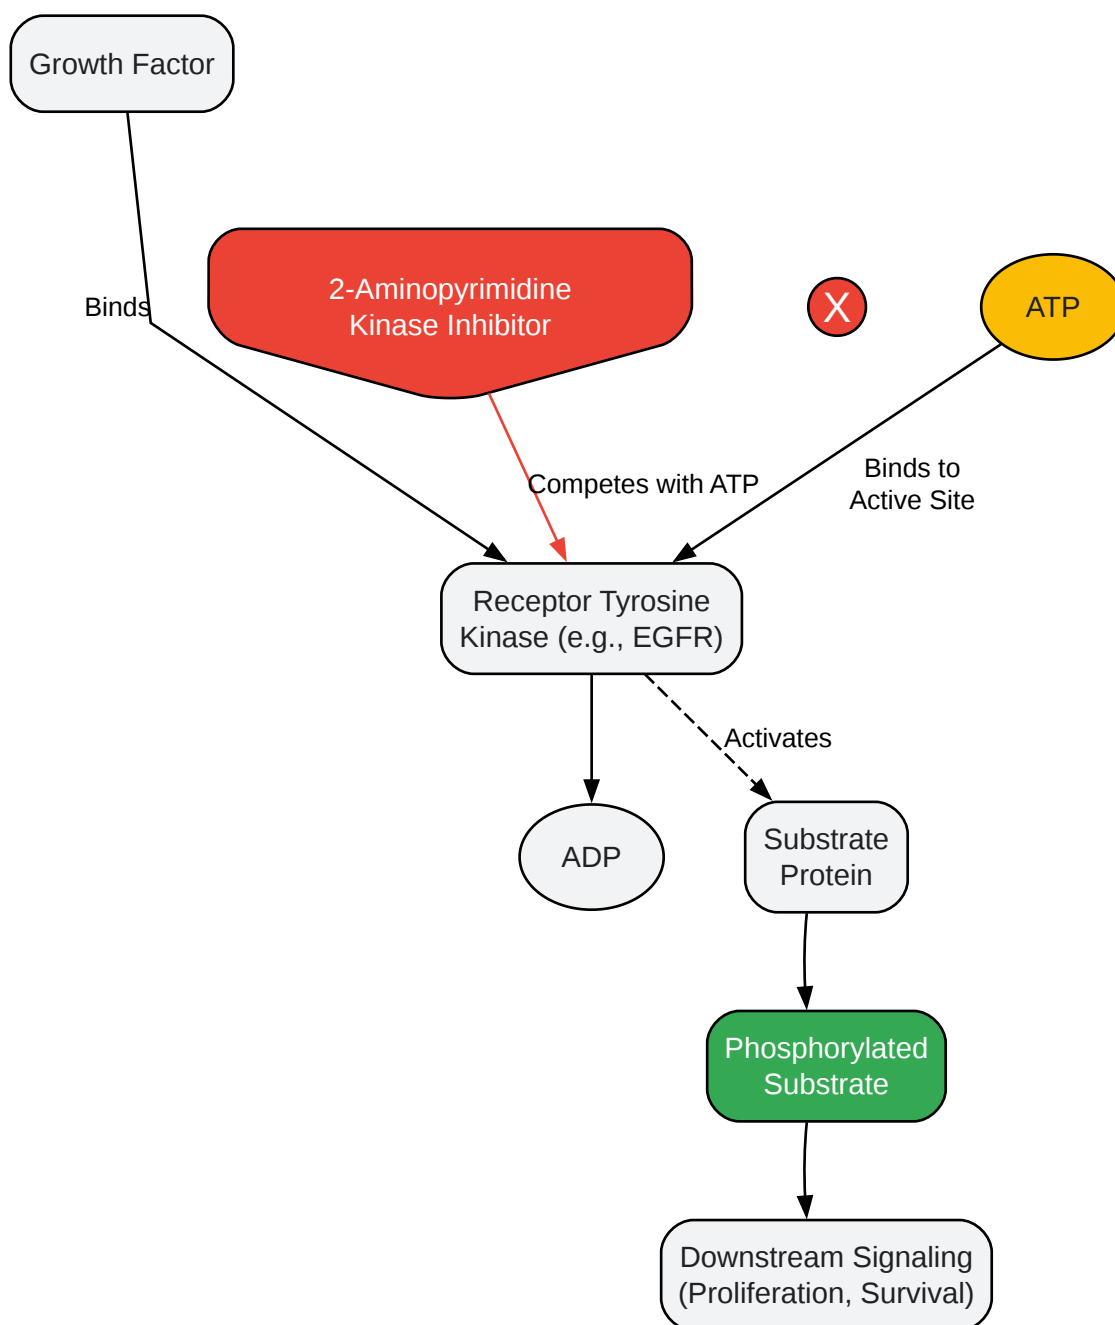 Growth Factor
2-Aminopyrimidine
Kinase Inhibitor
X
ATP
Binds
Competes with ATP
Binds to
Active Site
Receptor Tyrosine
Kinase (e.g., EGFR)
Activates
ADP
Substrate
Protein
Phosphorylated
Substrate
Downstream Signaling
(Proliferation, Survival)